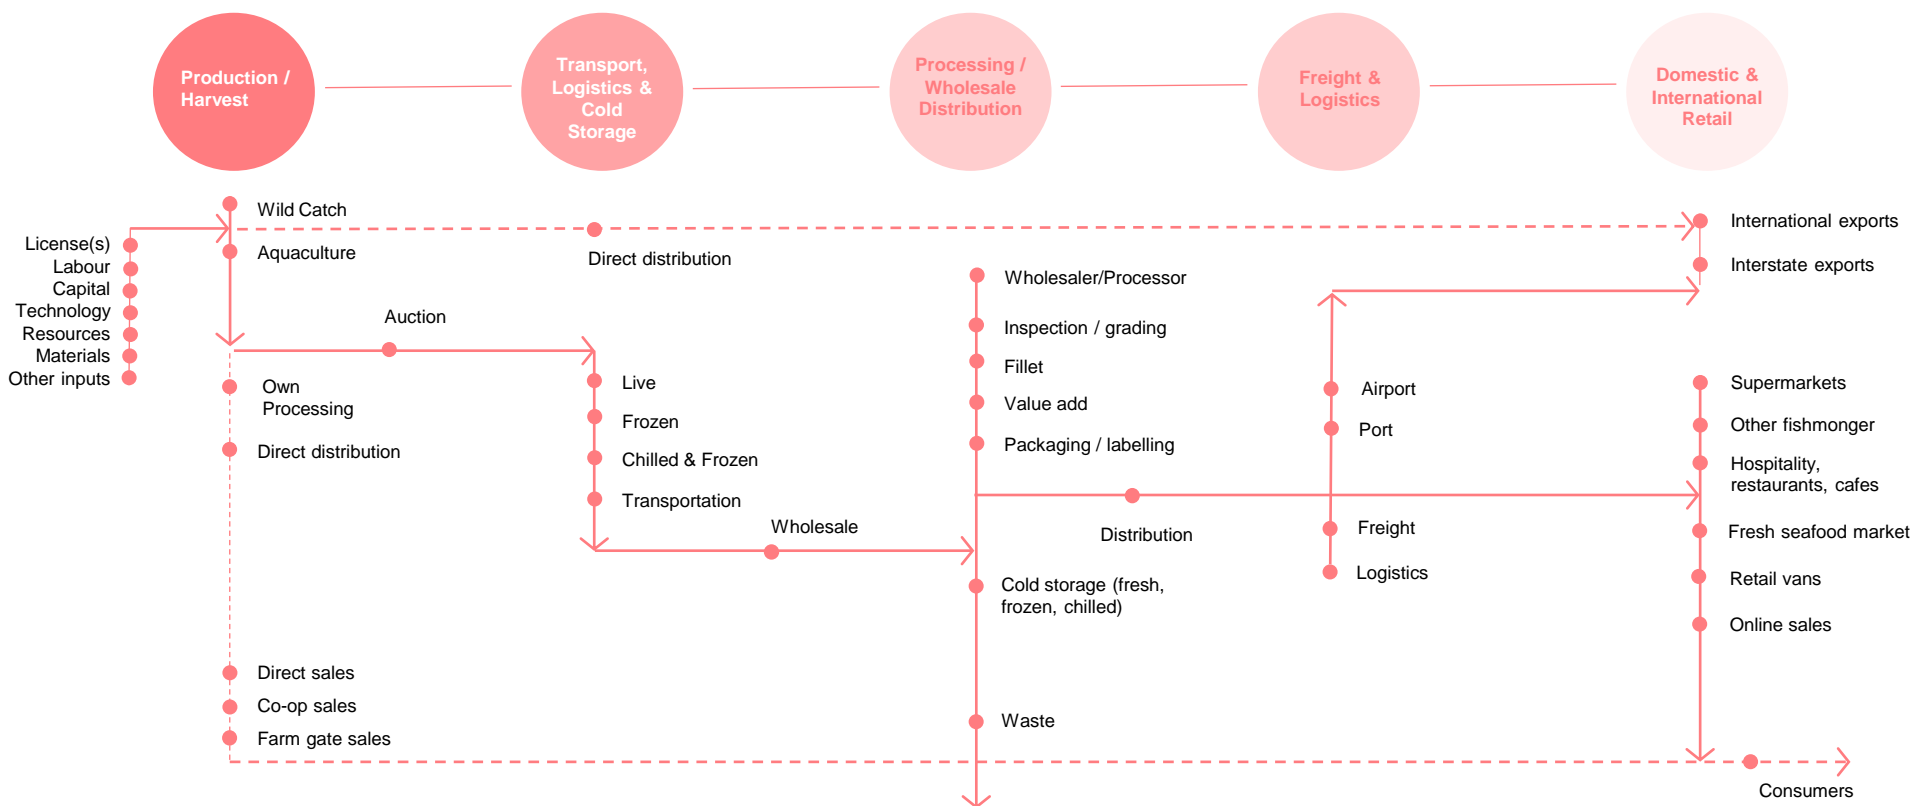 Production /
Harvest
Transport,
Logistics &
Cold
Storage
Processing /
Wholesale
Distribution
Freight &
Logistics
Domestic &
International
Retail
License(s)
Labour
Capital
Technology
Resources
Materials
Other inputs
Wild Catch
Aquaculture
Own
Processing
Direct distribution
Direct sales
Co-op sales
Farm gate sales
Auction
Direct distribution
Live
Frozen
Chilled & Frozen
Transportation
Wholesale
Wholesaler/Processor
Inspection / grading
Fillet
Value add
Packaging / labelling
Distribution
Cold storage (fresh,
frozen, chilled)
Waste
Airport
Port
Freight
Logistics
International exports
Interstate exports
Supermarkets
Other fishmonger
Hospitality,
restaurants, cafes
Fresh seafood market
Retail vans
Online sales
Consumers